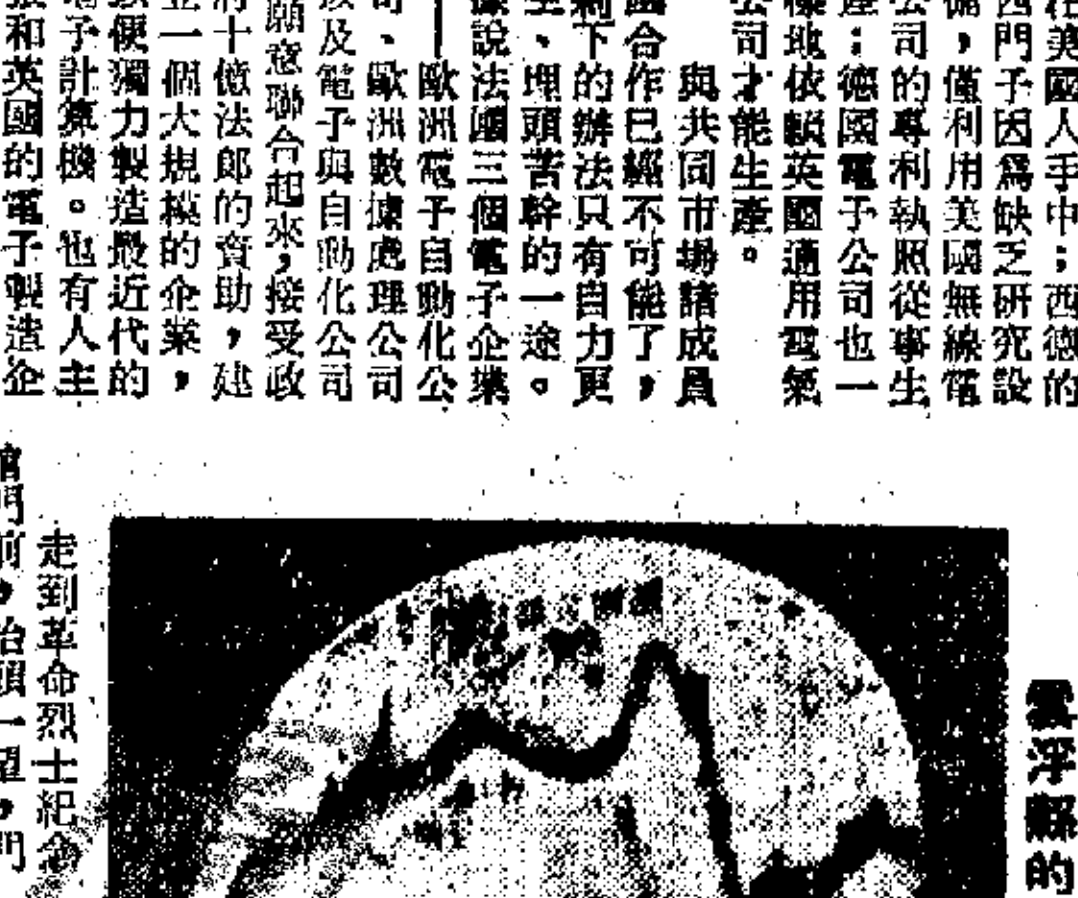 在美國人手中；西德的
西門子因爲缺乏研究設
備，僅利用美國無線電
公司的專利執照從事生
產；德國電子公司也一
樣地依賴英國通用電氣
公司才能生產。
與共同市場諸成員
國合作已經不可能了，
剩下的辦法只有自力更
生、埋頭苦幹的一途。
據說法國三個電子企業
——歐洲電子自動化公
司、歐洲數據處理公司
以及電子與自動化公司
願意聯合起來，接受政
府十億法郎的資助，建
立一個大規模的企業，
以便獨力製造最近代的
電子計算機。也有人主
張和英國的電子製造企
雲浮縣的
走到革命烈士紀念
館門前，抬頭一望，門